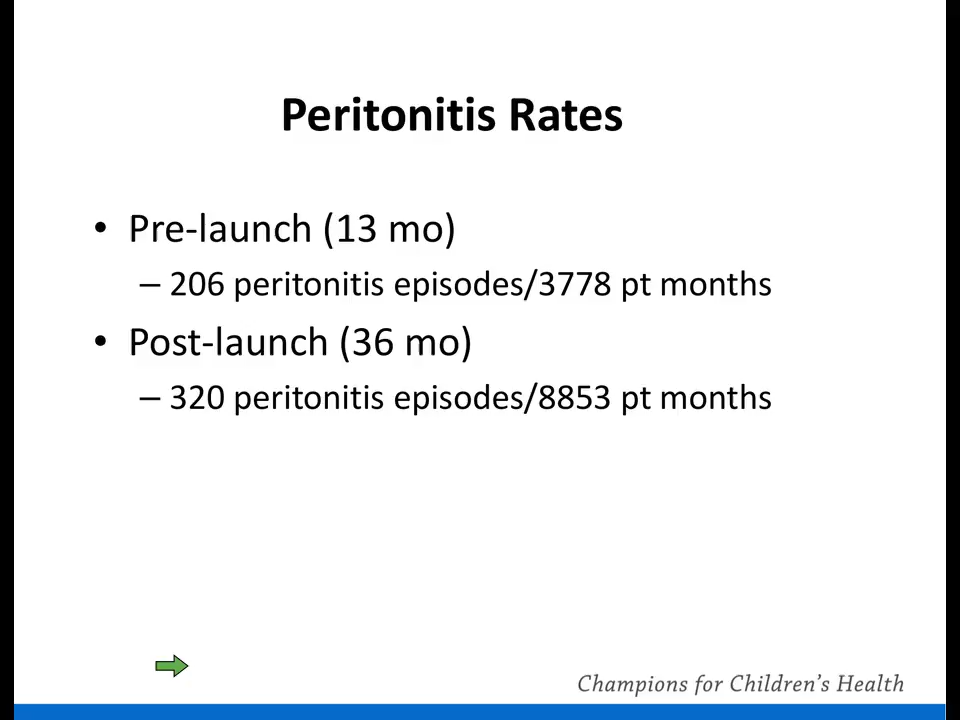 Peritonitis Rates
• Pre-launch (13 mo)
– 206 peritonitis episodes/3778 pt months
• Post-launch (36 mo)
– 320 peritonitis episodes/8853 pt months
Champions for Children's Health